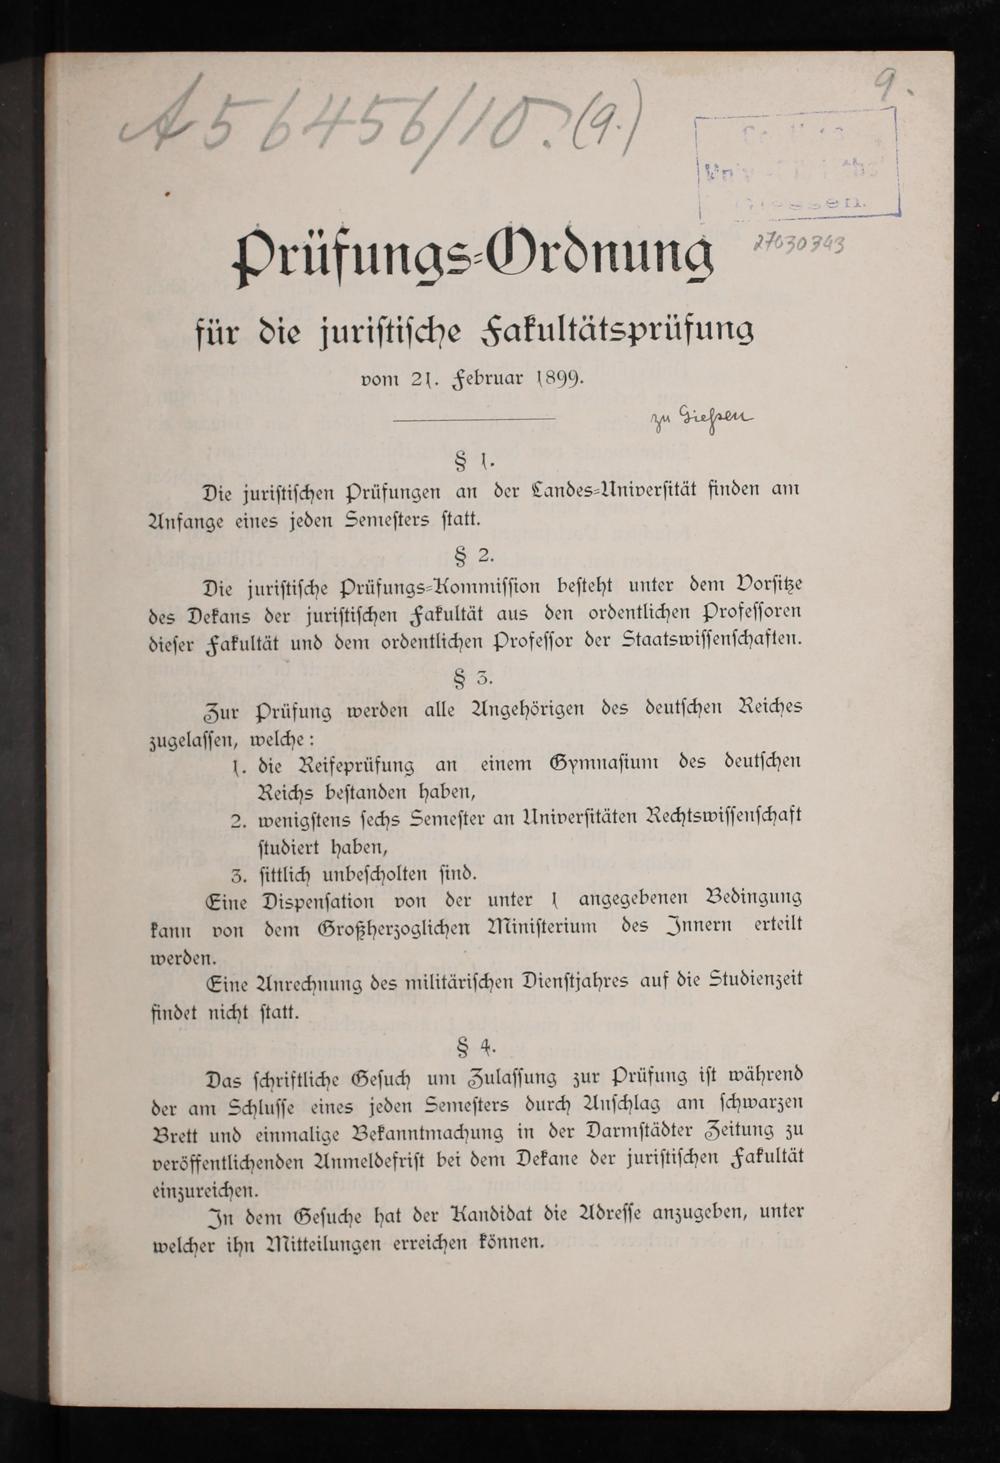 A 56456/10. (9.)
9.
Giessen.
27030343
Prüfungs-Ordnung
für die juristische Fakultätsprüfung
vom 21. Februar 1899.
zu Gießen
§ 1.
Die juristischen Prüfungen an der Landes-Universität finden am
Anfange eines jeden Semesters statt.
§ 2.
Die juristische Prüfungs-Kommission besteht unter dem Vorsitze
des Dekans der juristischen Fakultät aus den ordentlichen Professoren
dieser Fakultät und dem ordentlichen Professor der Staatswissenschaften.
§ 3.
Zur Prüfung werden alle Angehörigen des deutschen Reiches
zugelassen, welche:
1. die Reifeprüfung an einem Gymnasium des deutschen
Reichs bestanden haben,
2. wenigstens sechs Semester an Universitäten Rechtswissenschaft
studiert haben,
3. sittlich unbescholten sind.
Eine Dispensation von der unter 1 angegebenen Bedingung
kann von dem Großherzoglichen Ministerium des Innern erteilt
werden.
Eine Anrechnung des militärischen Dienstjahres auf die Studienzeit
findet nicht statt.
§ 4.
Das schriftliche Gesuch um Zulassung zur Prüfung ist während
der am Schlusse eines jeden Semesters durch Anschlag am schwarzen
Brett und einmalige Bekanntmachung in der Darmstädter Zeitung zu
veröffentlichenden Anmeldefrist bei dem Dekane der juristischen Fakultät
einzureichen.
In dem Gesuche hat der Kandidat die Adresse anzugeben, unter
welcher ihn Mitteilungen erreichen können.